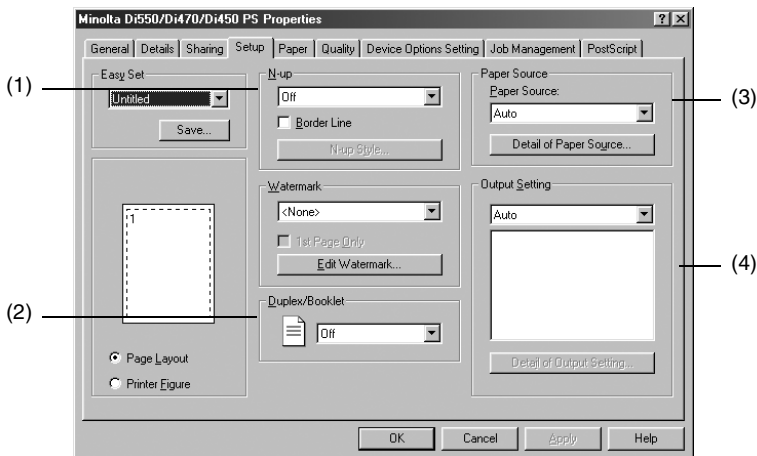 Minolta Di550/Di470/Di450 PS Properties
General Details Sharing Setup Paper Quality Device Options Setting Job Management PostScript
(1)
(2)
(3)
(4)
Easy Set
Untitled
Save...
1
Page Layout
Printer Figure
N-up
Off
Border Line
N-up Style...
Watermark
<None>
1st Page Only
Edit Watermark...
Duplex/Booklet
Off
Paper Source
Paper Source:
Auto
Detail of Paper Source...
Output Setting
Auto
Detail of Output Setting...
OK Cancel Apply Help